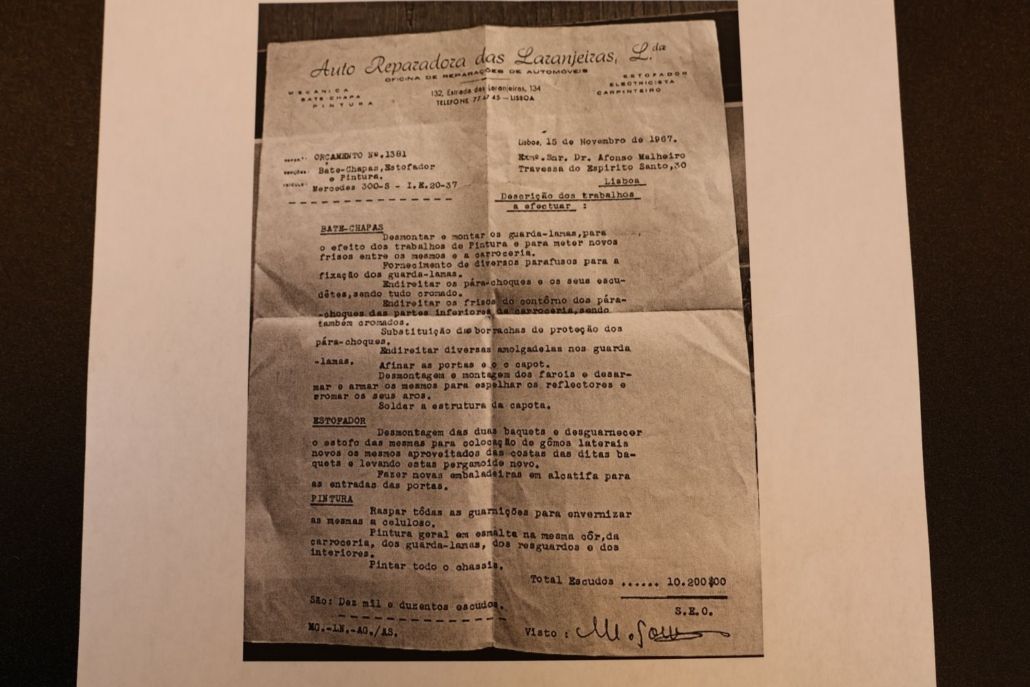 Auto Reparadora das Laranjeiras, L.da
OFICINA DE REPARAÇÕES DE AUTOMÓVEIS
MECANICA
BATE-CHAPA
PINTURA
132, Estrada das Laranjeiras, 134
TELEFONE 77 47 45 - LISBOA
ESTOFADOR
ELECTRICISTA
CARPINTEIRO
Lisboa, 15 de Novembro de 1967.
ORÇAMENTO Nº.1381
Bate-Chapas, Estofador
e Pintura.
Mercedes 300-S - I.E.20-37
Exmº.Snr. Dr. Afonso Malheiro
Travessa do Espirito Santo,30
Lisboa
Descrição dos trabalhos
a efectuar :
BATE-CHAPAS
Desmontar e montar os guarda-lamas,para
o efeito dos trabalhos de Pintura e para meter novos
frisos entre os mesmos e a carroceria.
Fornecimento de diversos parafusos para a
fixação dos guarda-lamas.
Endireitar os pára-choques e os seus escu-
dêtes,sendo tudo cromado.
Endireitar os frisos do contôrno dos pára-
-choques das partes inferiores da carroceria,sendo
também cromados.
Substituição das borrachas de proteção dos
pára-choques.
Endireitar diversas amolgadelas nos guarda
-lamas.
Afinar as portas e o capot.
Desmontagem e montagem dos farois e desar-
mar e armar os mesmos para espelhar os reflectores e
cromar os seus aros.
Soldar a estrutura da capota.
ESTOFADOR
Desmontagem das duas baquets e desguarnecer
o estofo das mesmas para colocação de gômos laterais
novos os mesmos aproveitados das costas das ditas ba-
quets e levando estas pergamoide novo.
Fazer novas embaladeiras em alcatifa para
as entradas das portas.
PINTURA
Raspar tôdas as guarnições para envernizar
as mesmas a celuloso.
Pintura geral em esmalte na mesma côr,da
carroceria, dos guarda-lamas, dos resguardos e dos
interiores.
Pintar todo o chassis.
Total Escudos ...... 10.200$00
São: Dez mil e duzentos escudos.
S.E.O.
MG.-LN.-AG./AS.
Visto :